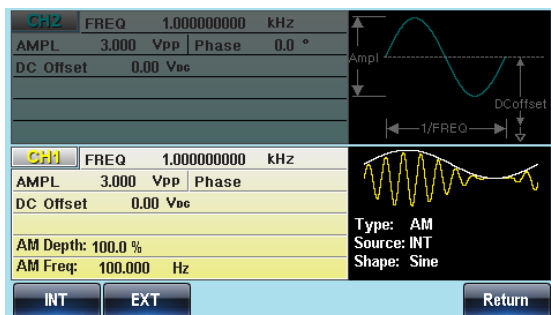 CH2 FREQ 1.000000000 kHz
AMPL 3.000 Vpp Phase 0.0 °
DC Offset 0.00 VDC
Ampl
DCoffset
1/FREQ
CH1 FREQ 1.000000000 kHz
AMPL 3.000 Vpp Phase
DC Offset 0.00 VDC
AM Depth: 100.0 %
AM Freq: 100.000 Hz
Type: AM
Source: INT
Shape: Sine
INT EXT Return